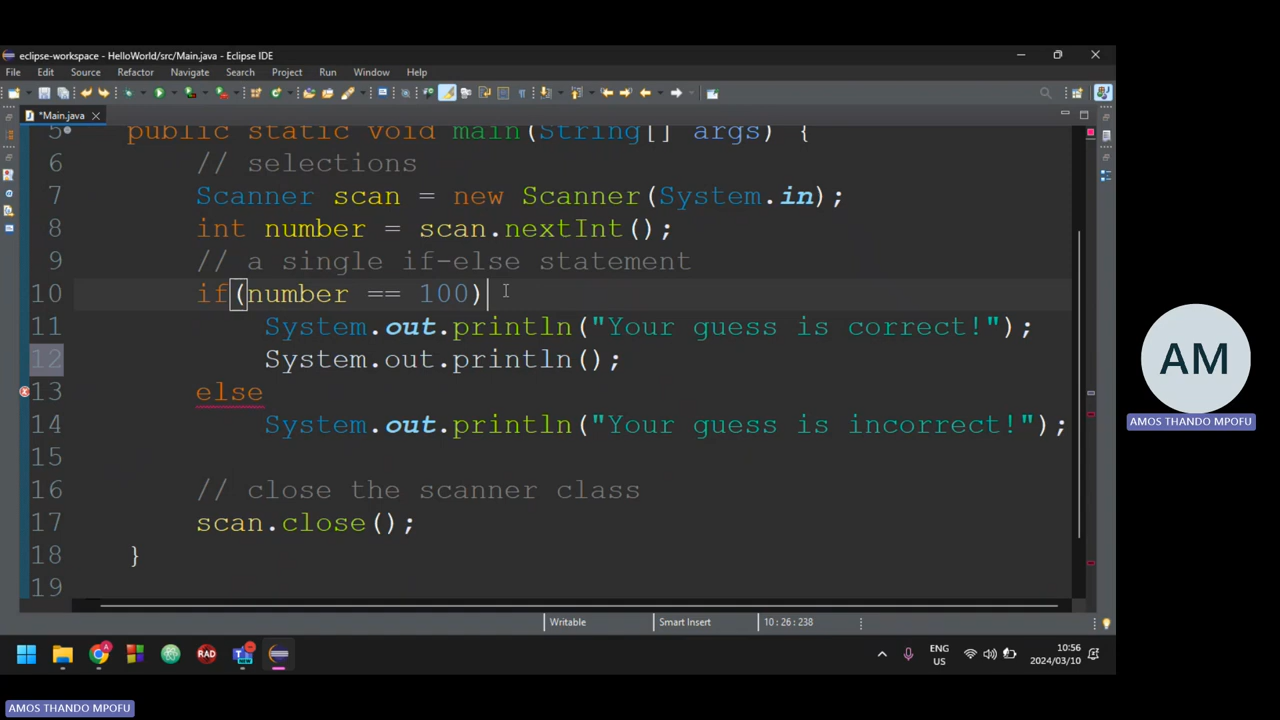 eclipse-workspace - HelloWorld/src/Main.java - Eclipse IDE
File Edit Source Refactor Navigate Search Project Run Window Help
*Main.java
5 public static void main(String[] args) {
6 // selections
7 Scanner scan = new Scanner(System.in);
8 int number = scan.nextInt();
9 // a single if-else statement
10 if(number == 100)
11 System.out.println("Your guess is correct!");
12 System.out.println();
13 else
14 System.out.println("Your guess is incorrect!");
15
16 // close the scanner class
17 scan.close();
18 }
19
Writable Smart Insert 10 : 26 : 238
AM
AMOS THANDO MPOFU
RAD
ENG
US
10:56
2024/03/10
AMOS THANDO MPOFU